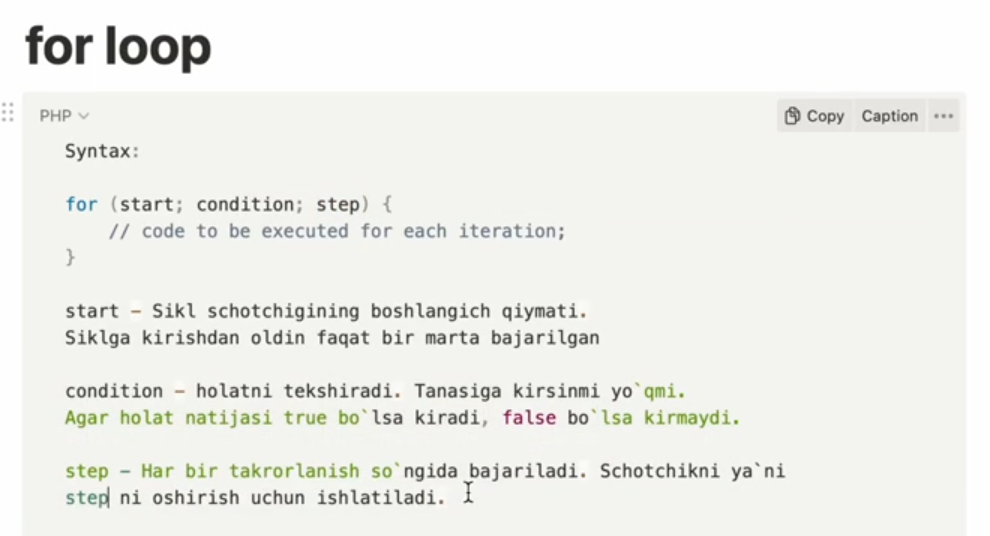 for loop
PHP
Copy Caption
Syntax:
for (start; condition; step) {
// code to be executed for each iteration;
}
start – Sikl schotchigining boshlangich qiymati.
Siklga kirishdan oldin faqat bir marta bajarilgan
condition – holatni tekshiradi. Tanasiga kirsinmi yo`qmi.
Agar holat natijasi true bo`lsa kiradi, false bo`lsa kirmaydi.
step – Har bir takrorlanish so`ngida bajariladi. Schotchikni ya`ni
step ni oshirish uchun ishlatiladi.